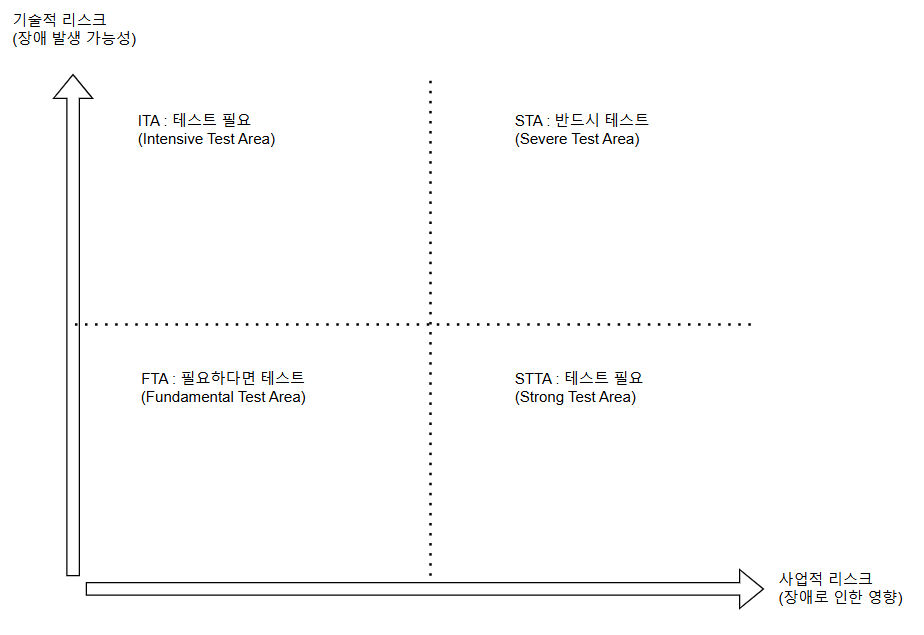 기술적 리스크
(장애 발생 가능성)
ITA : 테스트 필요
(Intensive Test Area)
STA : 반드시 테스트
(Severe Test Area)
FTA : 필요하다면 테스트
(Fundamental Test Area)
STTA : 테스트 필요
(Strong Test Area)
사업적 리스크
(장애로 인한 영향)